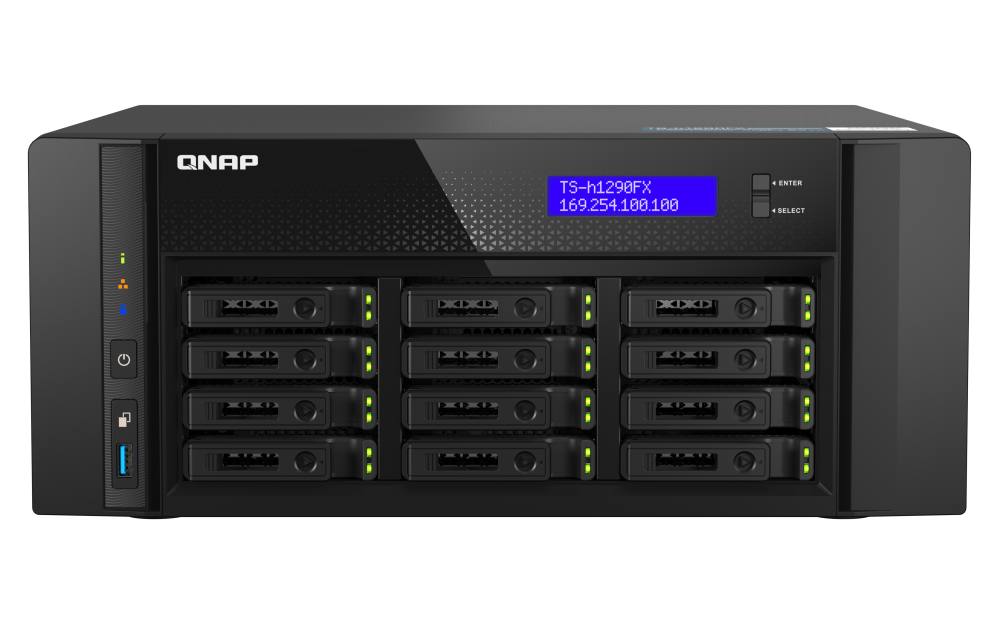 QNAP
TS-h1290FX
169.254.100.100
ENTER
SELECT